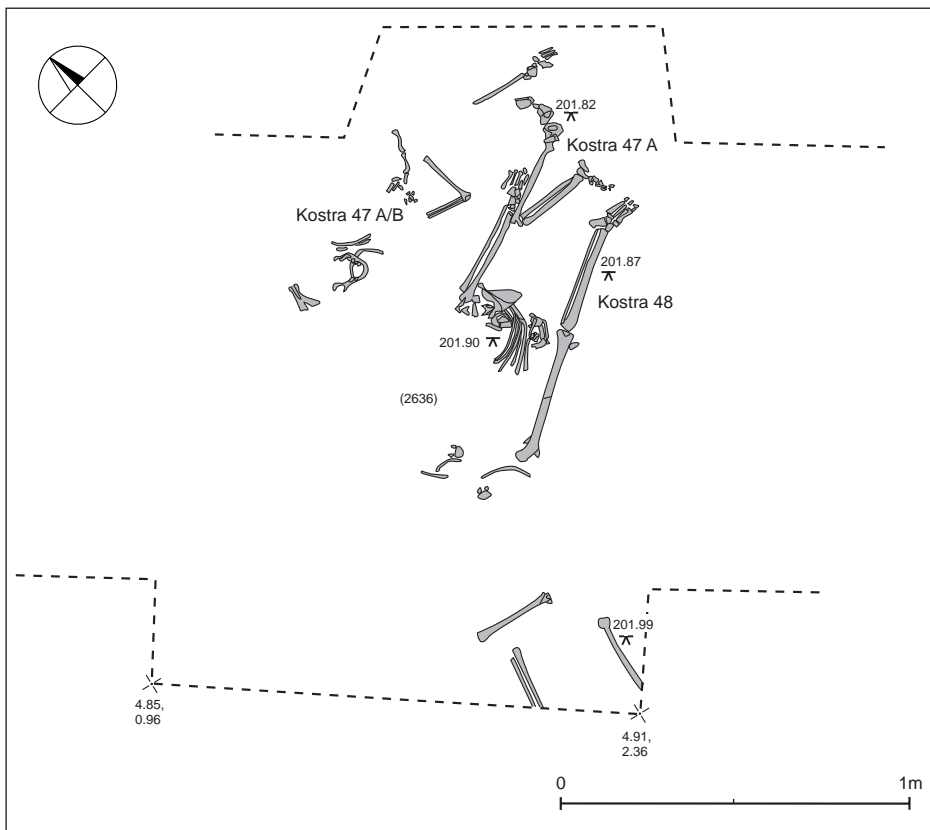 201.82
Kostra 47 A
Kostra 47 A/B
201.87
Kostra 48
201.90
(2636)
201.99
4.85,
0.96
4.91,
2.36
0
1m